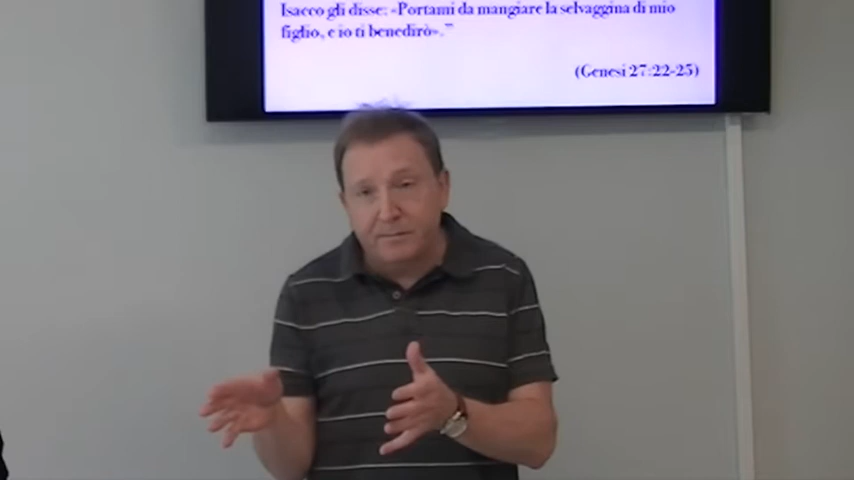 Isacco gli disse: «Portami da mangiare la selvaggina di mio
figlio, e io ti benedirò».”
(Genesi 27:22-25)